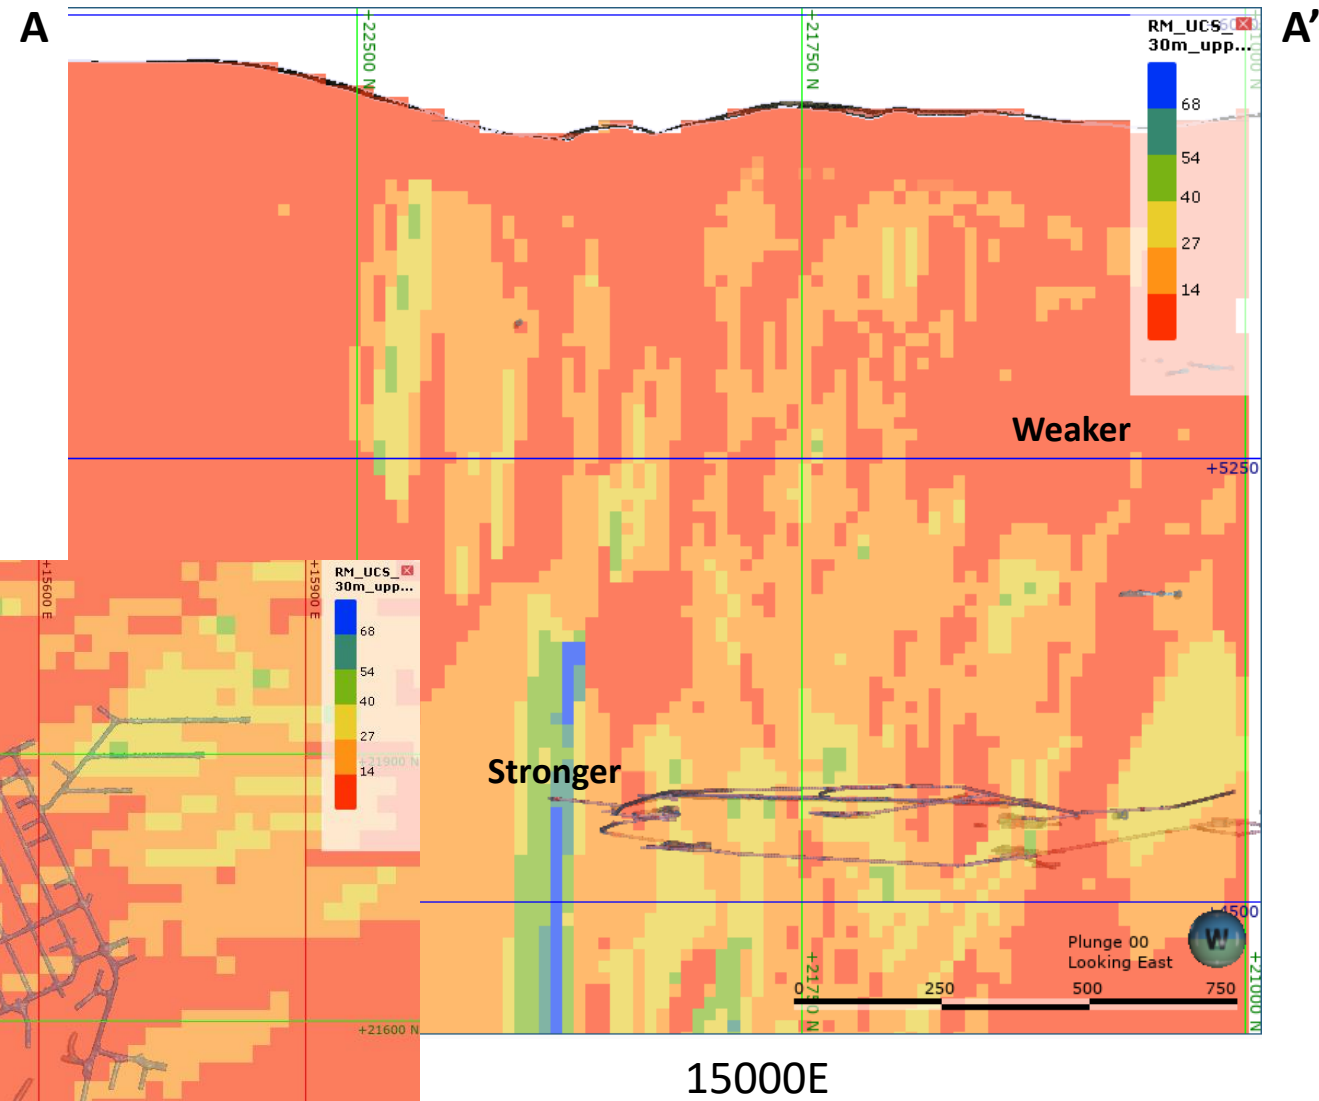 A
A’
+22500 N
+21750 N
RM_UCS_
30m_upp...
68
54
40
27
14
Weaker
+5250
+15600 E
+15900 E
RM_UCS_
30m_upp...
68
54
40
27
14
+21900 N
Stronger
+21600 N
Plunge 00
Looking East
W
0
250
500
750
+21750 N
+21000 N
15000E